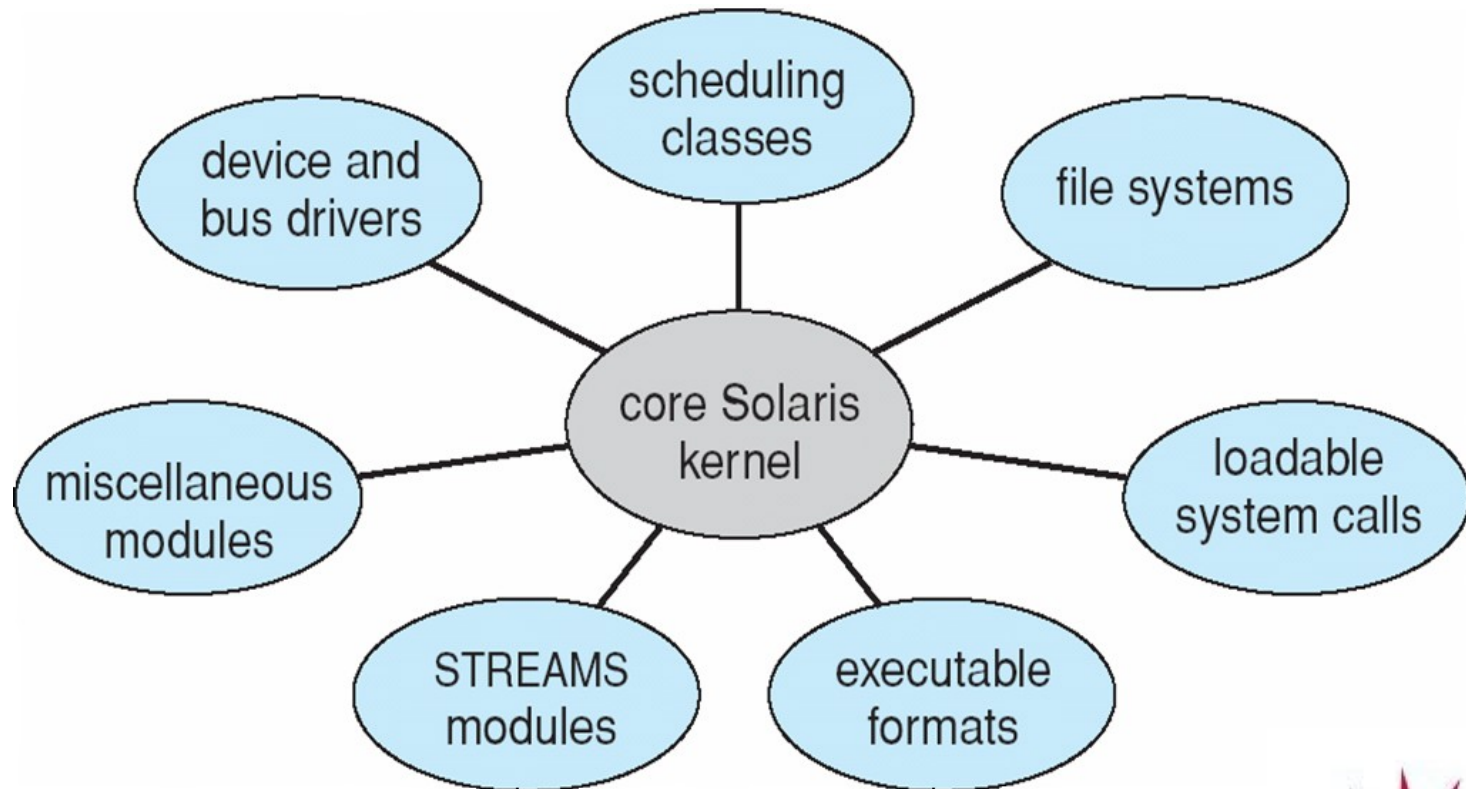 scheduling
classes
device and
bus drivers
file systems
core Solaris
kernel
loadable
system calls
miscellaneous
modules
STREAMS
modules
executable
formats